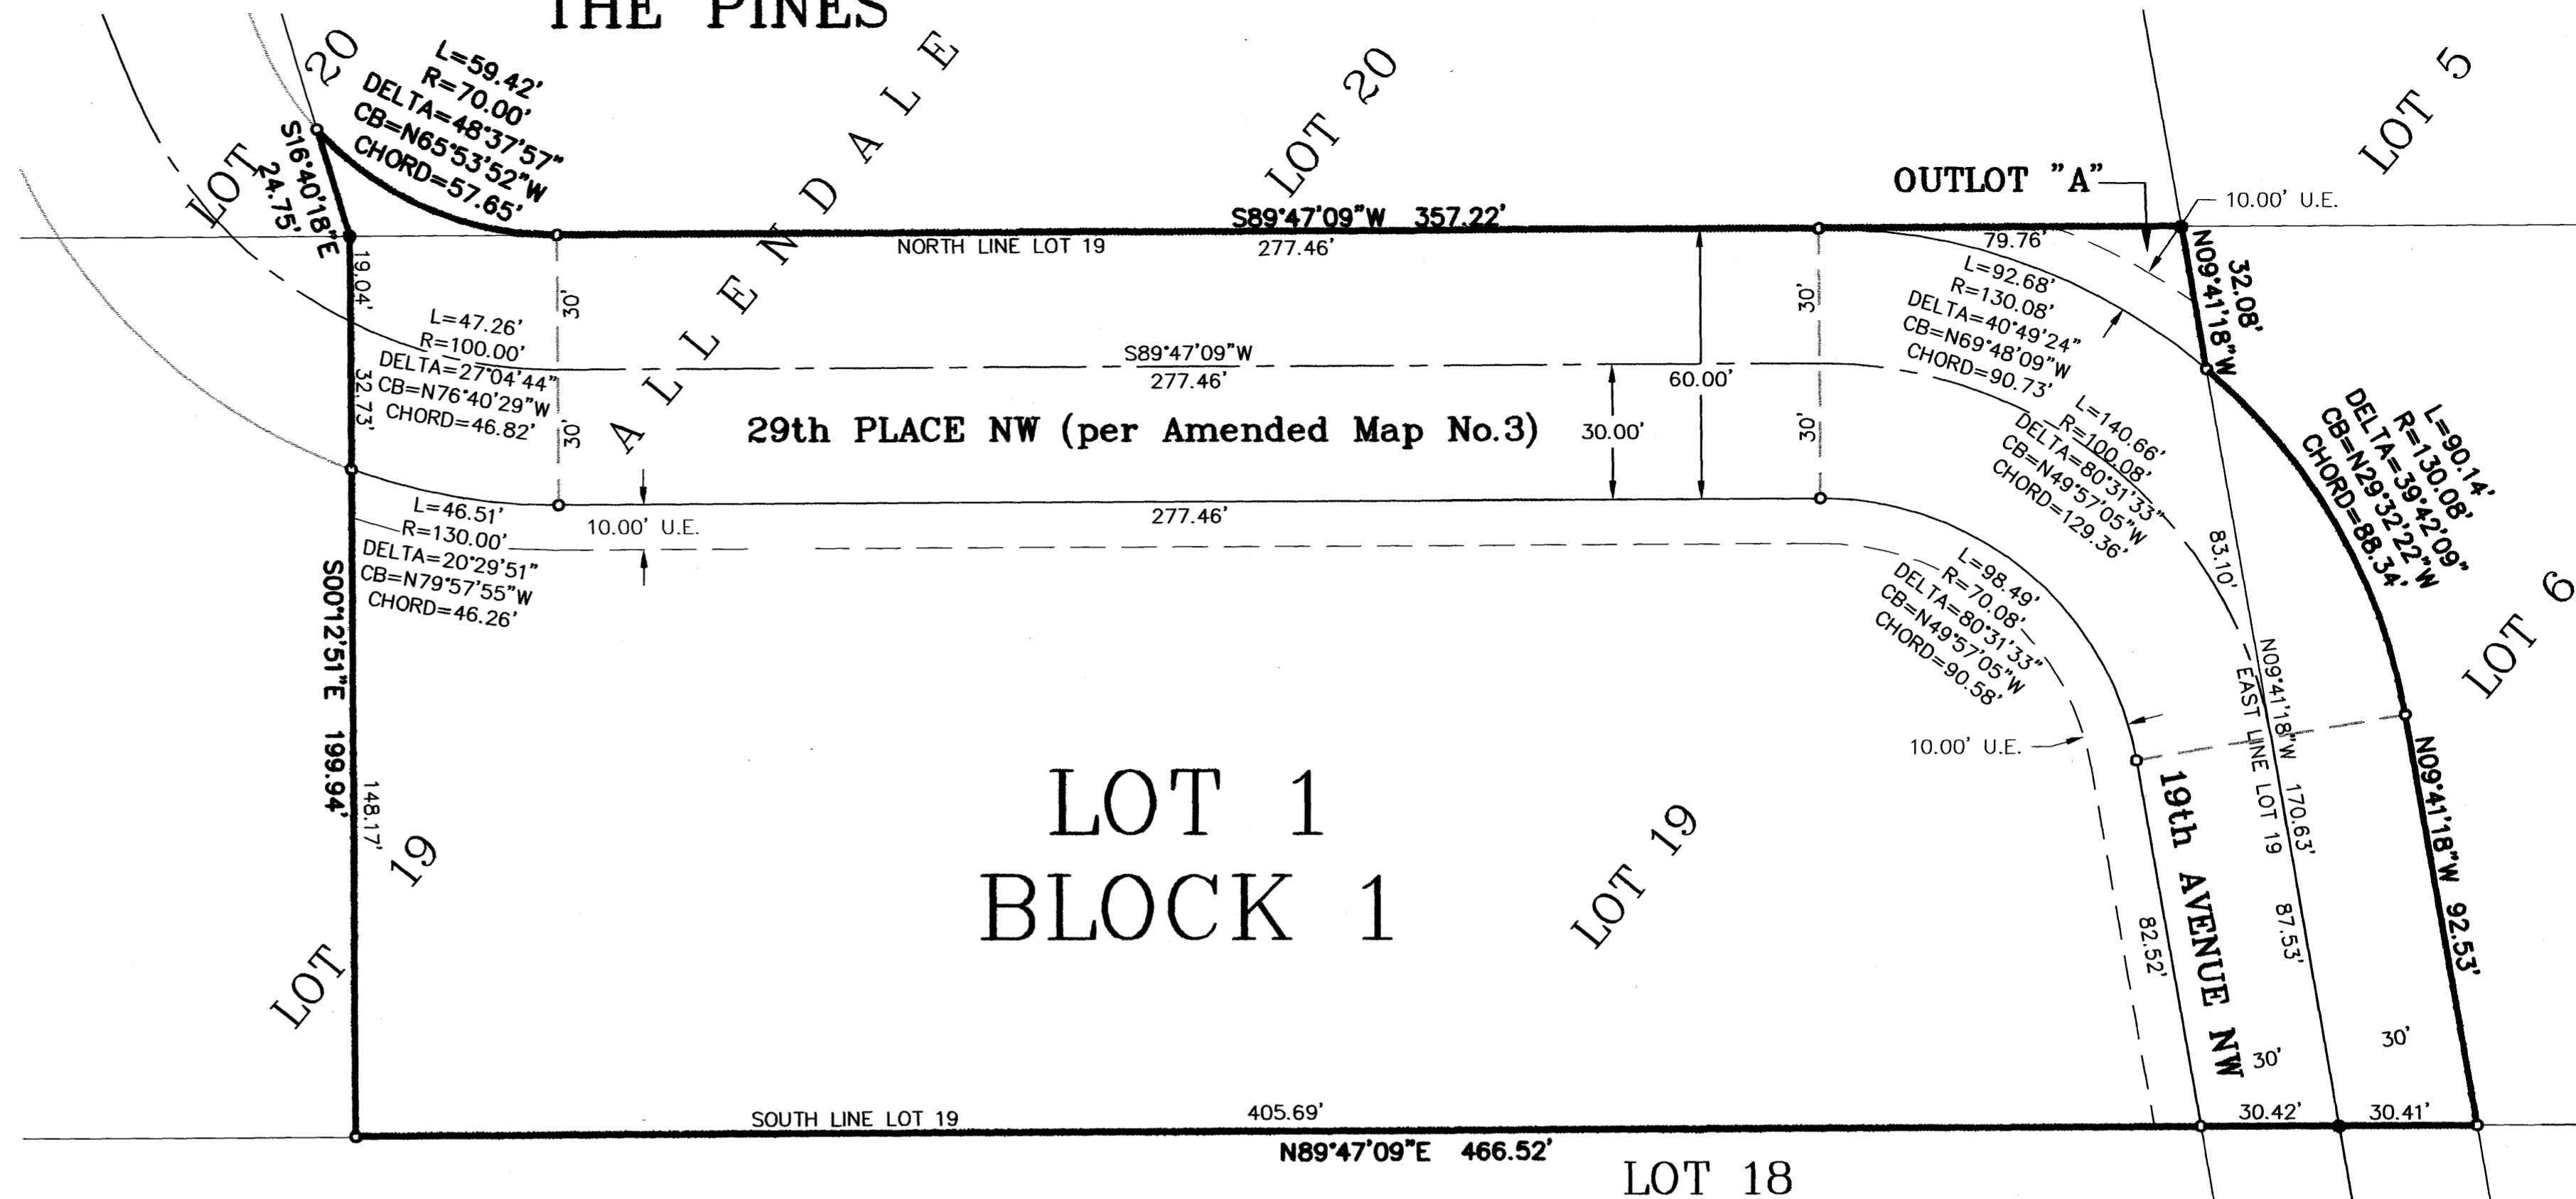 THE PINES
LOT 20
L=59.42'
R=70.00'
DELTA=48°37'57"
CB=N65°53'52"W
CHORD=57.65'
S16°40'18"E
24.75'
ALLENDALE
LOT 20
LOT 5
OUTLOT "A"
10.00' U.E.
S89°47'09"W 357.22'
NORTH LINE LOT 19
277.46'
79.76'
N09°41'18"W
32.08'
19.04'
32.73'
L=47.26'
R=100.00'
DELTA=27°04'44"
CB=N76°40'29"W
CHORD=46.82'
30'
30'
S89°47'09"W
277.46'
60.00'
30.00'
30'
30'
L=92.68'
R=130.08'
DELTA=40°49'24"
CB=N69°48'09"W
CHORD=90.73'
29th PLACE NW (per Amended Map No.3)
L=140.66'
R=100.08'
DELTA=80°31'33"
CB=N49°57'05"W
CHORD=129.36'
L=90.14'
R=130.08'
DELTA=39°42'09"
CB=N29°32'22"W
CHORD=88.34'
L=46.51'
R=130.00'
DELTA=20°29'51"
CB=N79°57'55"W
CHORD=46.26'
10.00' U.E.
277.46'
83.10'
L=98.49'
R=70.08'
DELTA=80°31'33"
CB=N49°57'05"W
CHORD=90.58'
LOT 6
S00°12'51"E 199.94'
148.17'
LOT 19
LOT 1
BLOCK 1
LOT 19
10.00' U.E.
N09°41'18"W 170.63'
EAST LINE LOT 19
19th AVENUE NW
82.52'
87.53'
N09°41'18"W 92.53'
30'
30'
SOUTH LINE LOT 19
405.69'
30.42'
30.41'
N89°47'09"E 466.52'
LOT 18